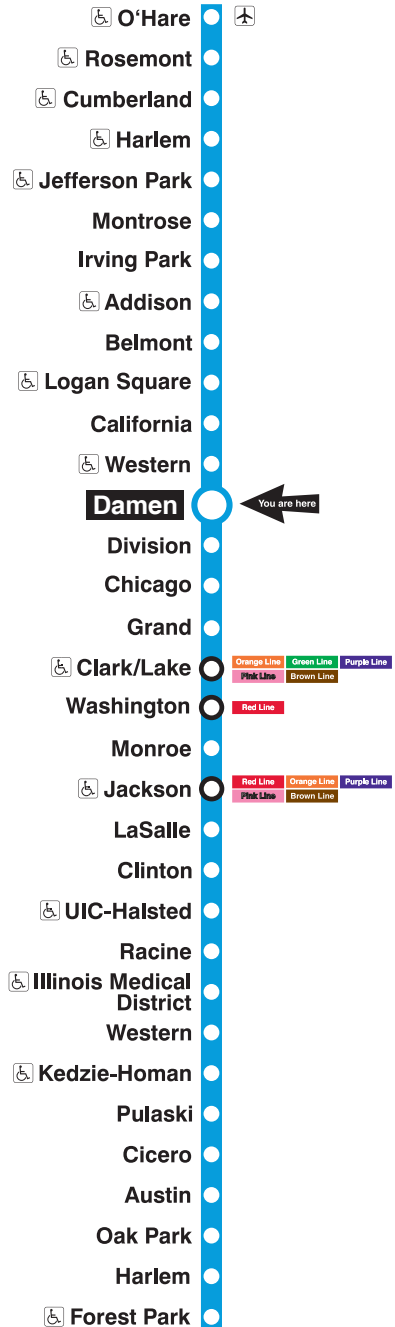 O‘Hare
Rosemont
Cumberland
Harlem
Jefferson Park
Montrose
Irving Park
Addison
Belmont
Logan Square
California
Western
Damen You are here
Division
Chicago
Grand
Clark/Lake Orange Line Green Line Purple Line
Pink Line Brown Line
Washington Red Line
Monroe
Jackson Red Line Orange Line Purple Line
Pink Line Brown Line
LaSalle
Clinton
UIC-Halsted
Racine
Illinois Medical
District
Western
Kedzie-Homan
Pulaski
Cicero
Austin
Oak Park
Harlem
Forest Park